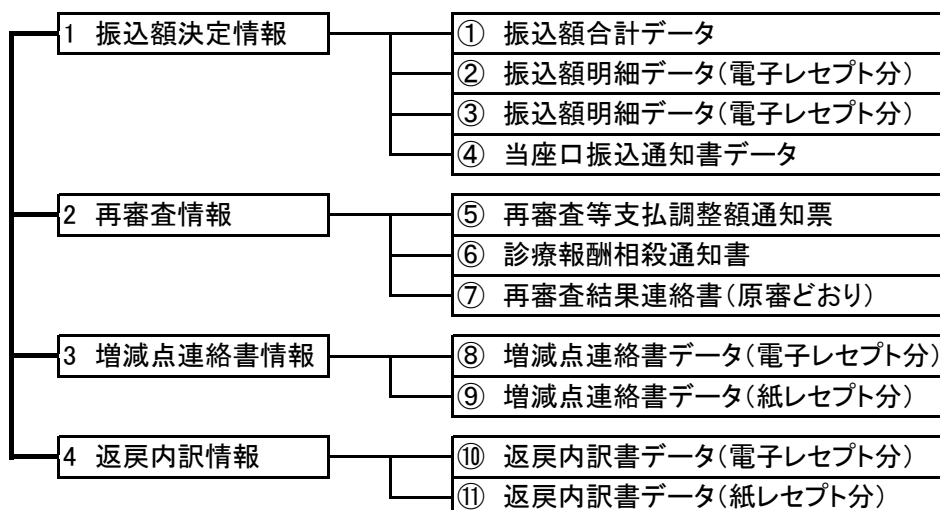 1 振込額決定情報
① 振込額合計データ
② 振込額明細データ(電子レセプト分)
③ 振込額明細データ(電子レセプト分)
④ 当座口振込通知書データ
2 再審査情報
⑤ 再審査等支払調整額通知票
⑥ 診療報酬相殺通知書
⑦ 再審査結果連絡書(原審どおり)
3 増減点連絡書情報
⑧ 増減点連絡書データ(電子レセプト分)
⑨ 増減点連絡書データ(紙レセプト分)
4 返戻内訳情報
⑩ 返戻内訳書データ(電子レセプト分)
⑪ 返戻内訳書データ(紙レセプト分)